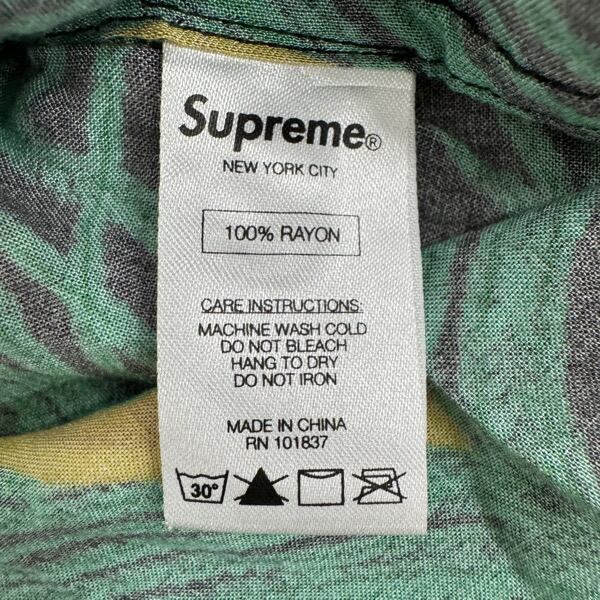 Supreme®
NEW YORK CITY
100% RAYON
CARE INSTRUCTIONS:
MACHINE WASH COLD
DO NOT BLEACH
HANG TO DRY
DO NOT IRON
MADE IN CHINA
RN 101837
30°